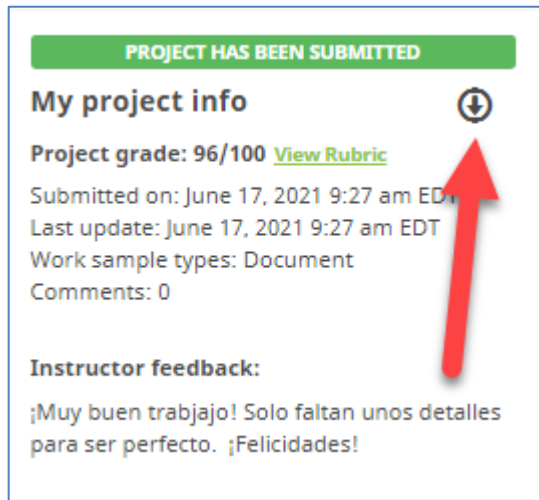 PROJECT HAS BEEN SUBMITTED
My project info
Project grade: 96/100 View Rubric
Submitted on: June 17, 2021 9:27 am EDT
Last update: June 17, 2021 9:27 am EDT
Work sample types: Document
Comments: 0
Instructor feedback:
¡Muy buen trabjajo! Solo faltan unos detalles
para ser perfecto. ¡Felicidades!